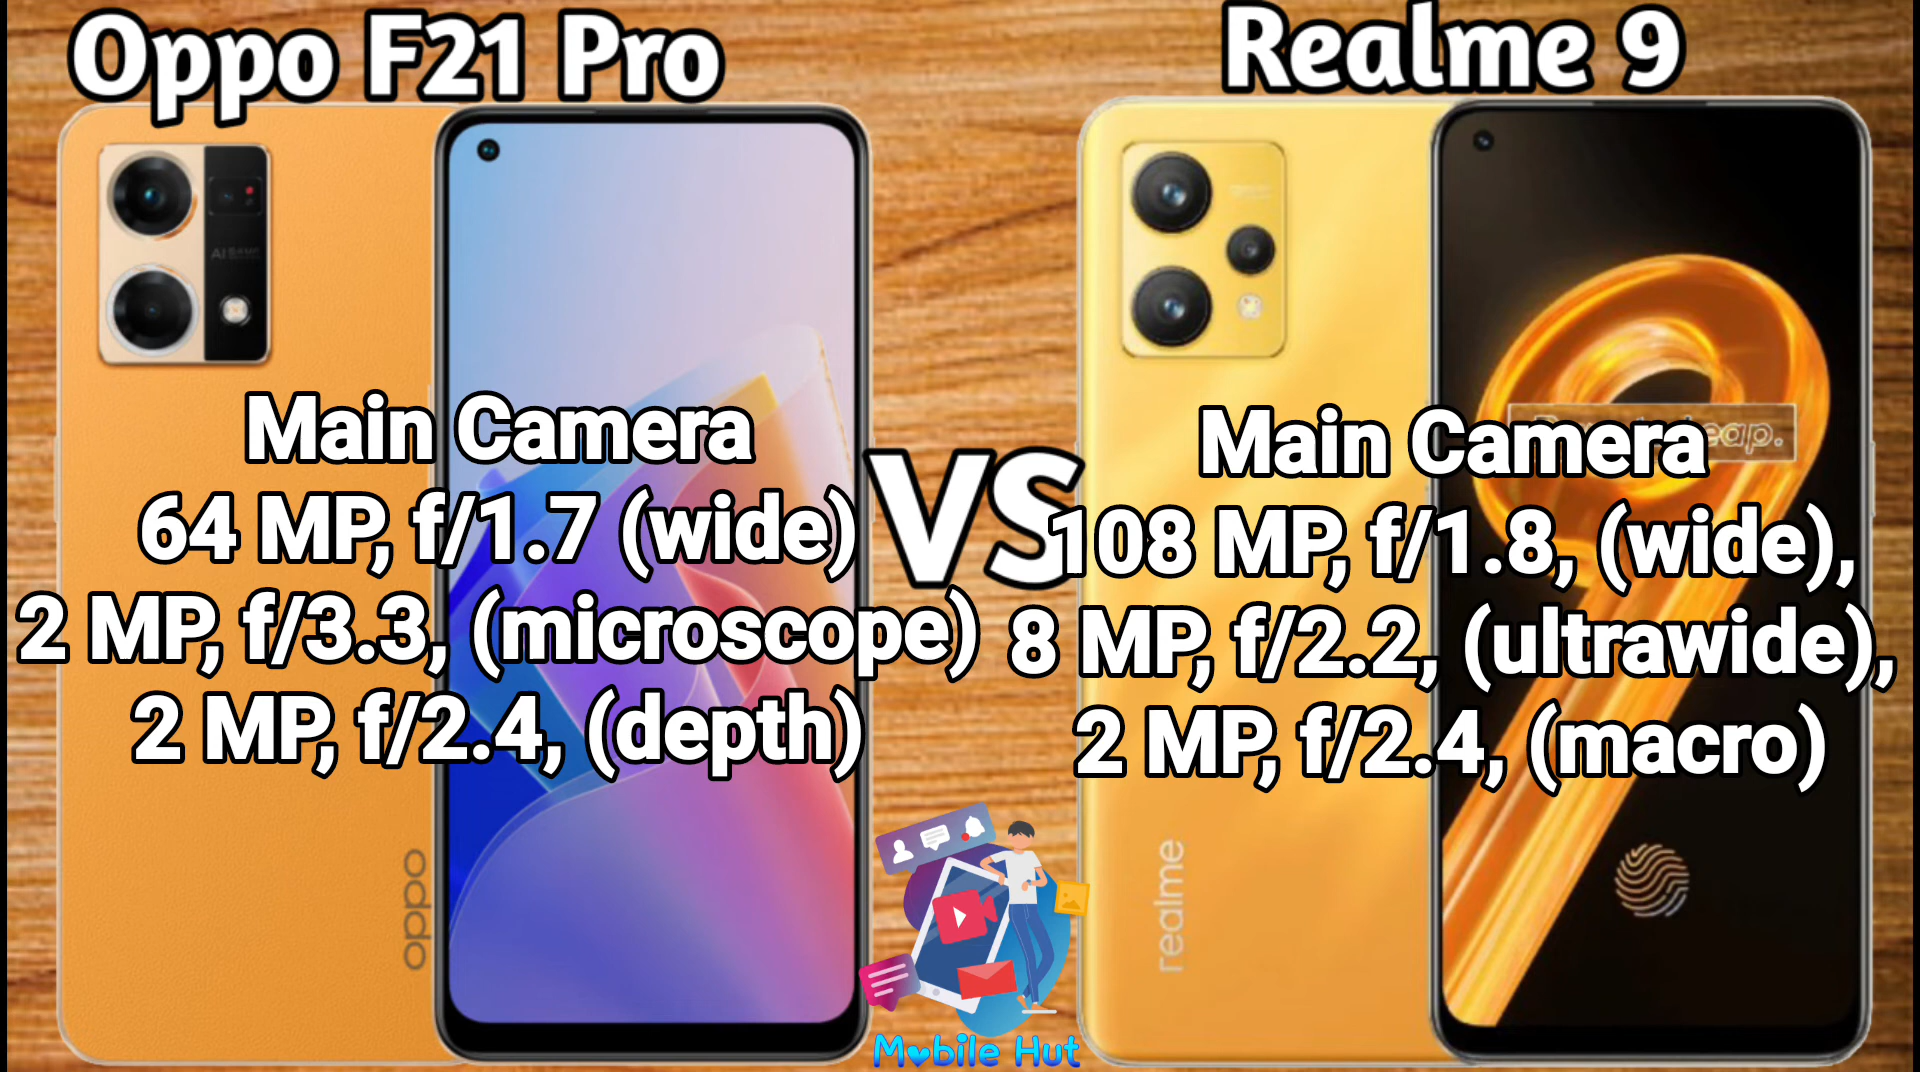 Oppo F21 Pro
Realme 9
Main Camera
64 MP, f/1.7 (wide)
2 MP, f/3.3, (microscope)
2 MP, f/2.4, (depth)
VS
Main Camera
108 MP, f/1.8, (wide),
8 MP, f/2.2, (ultrawide),
2 MP, f/2.4, (macro)
oppo
realme
Mobile Hut